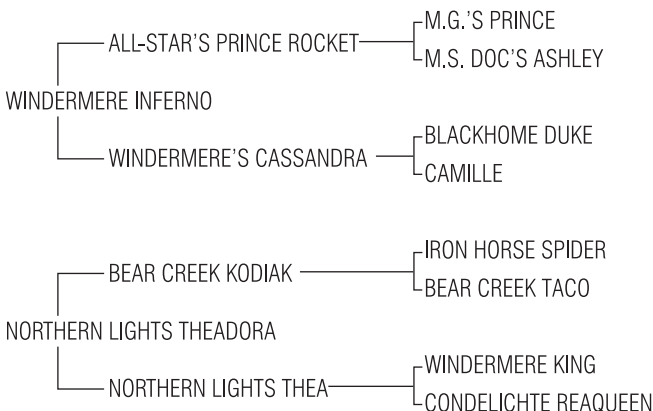 M.G.'S PRINCE
ALL-STAR'S PRINCE ROCKET
M.S. DOC'S ASHLEY
WINDERMERE INFERNO
BLACKHOME DUKE
WINDERMERE'S CASSANDRA
CAMILLE
IRON HORSE SPIDER
BEAR CREEK KODIAK
BEAR CREEK TACO
NORTHERN LIGHTS THEADORA
WINDERMERE KING
NORTHERN LIGHTS THEA
CONDELICHTE REAQUEEN